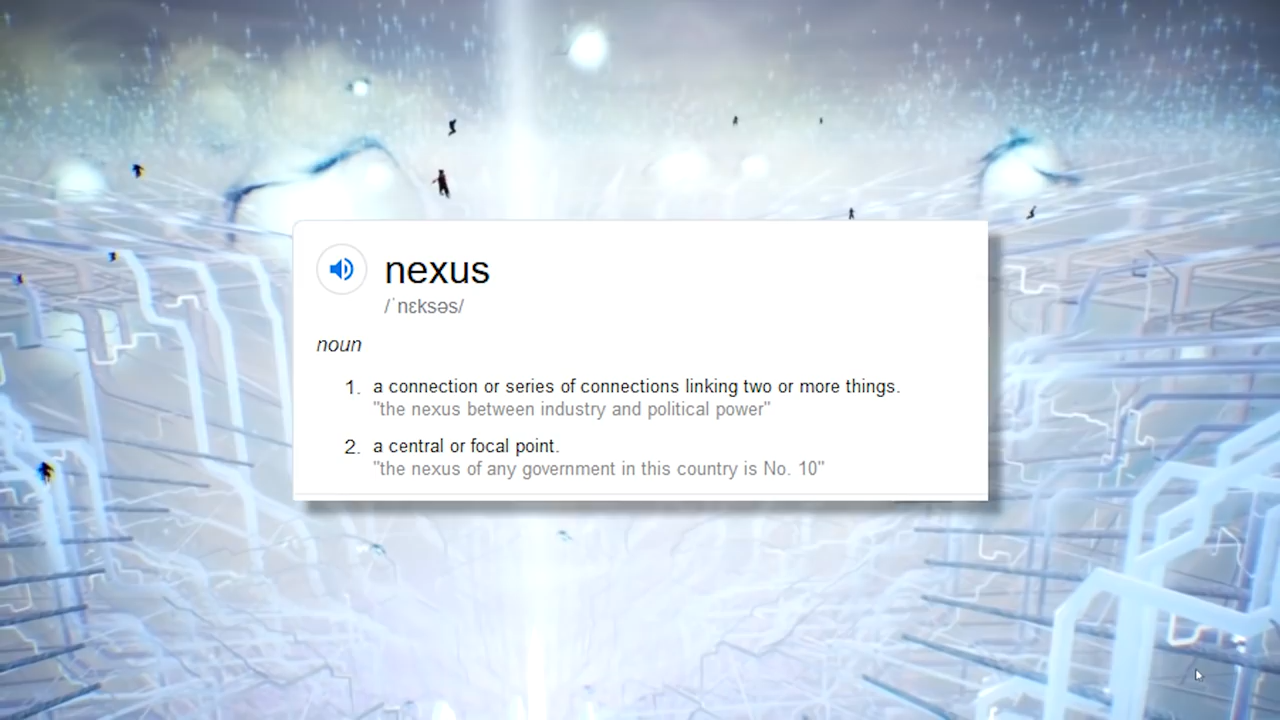 nexus
/ˈnɛksəs/
noun
1. a connection or series of connections linking two or more things.
"the nexus between industry and political power"
2. a central or focal point.
"the nexus of any government in this country is No. 10"